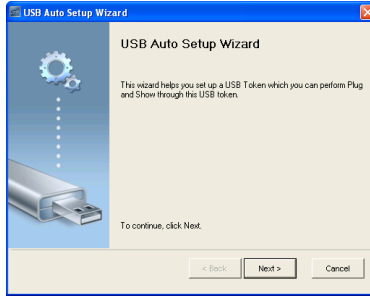 USB Auto Setup Wizard
USB Auto Setup Wizard
This wizard helps you set up a USB Token which you can perform Plug
and Show through this USB token.
To continue, click Next.
< Back
Next >
Cancel